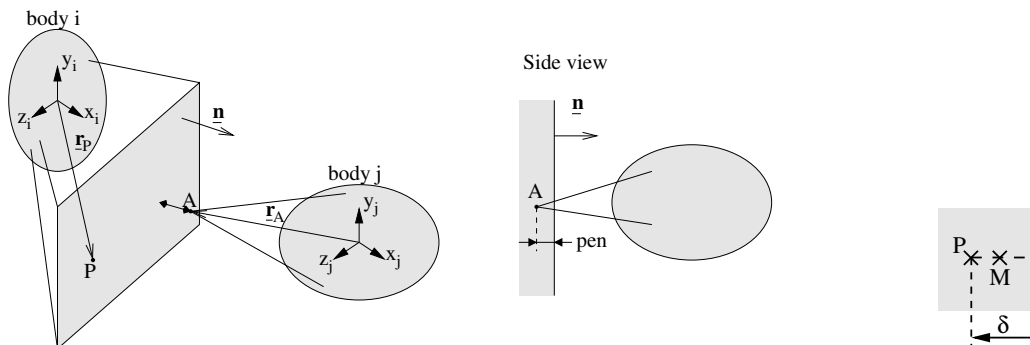 body i
y_i
z_i
x_i
r_P
n
P
A
r_A
body j
y_j
z_j
x_j
Side view
n
A
pen
P
M
δ